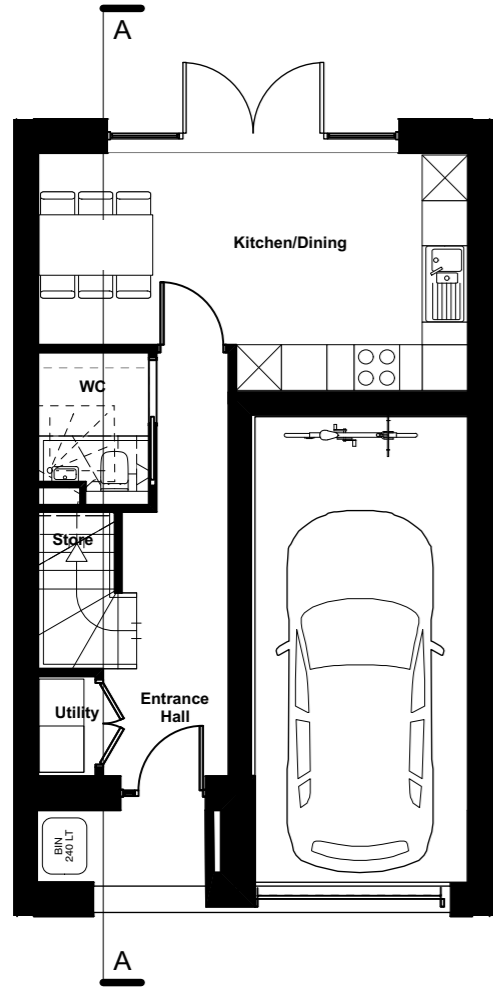 A
Kitchen/Dining
WC
Store
Utility
Entrance
Hall
BIN
240 LT
A